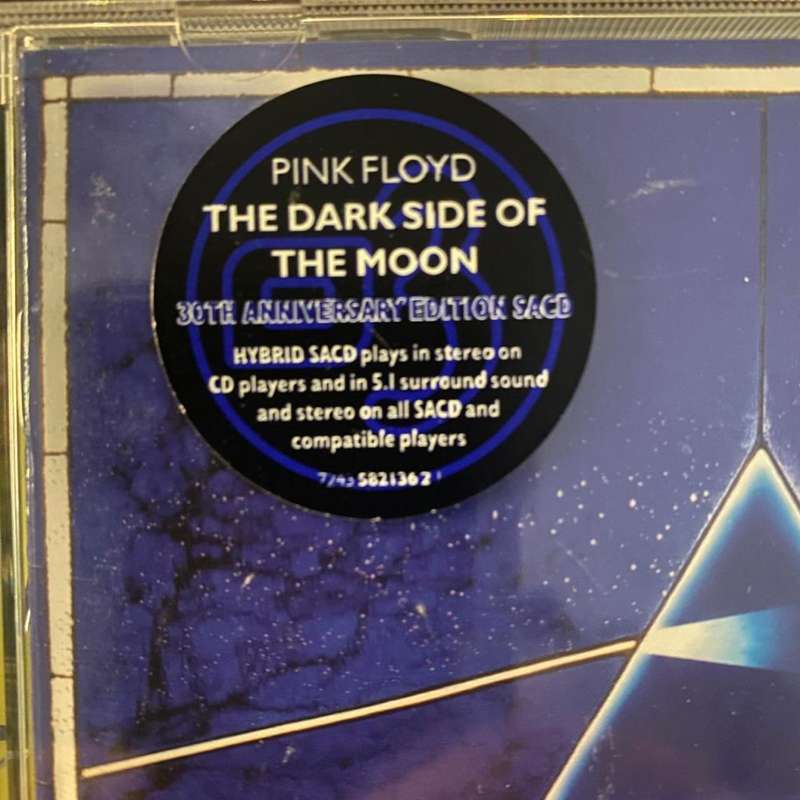 PINK FLOYD
THE DARK SIDE OF
THE MOON
30TH ANNIVERSARY EDITION SACD
HYBRID SACD plays in stereo on
CD players and in 5.1 surround sound
and stereo on all SACD and
compatible players
5821362